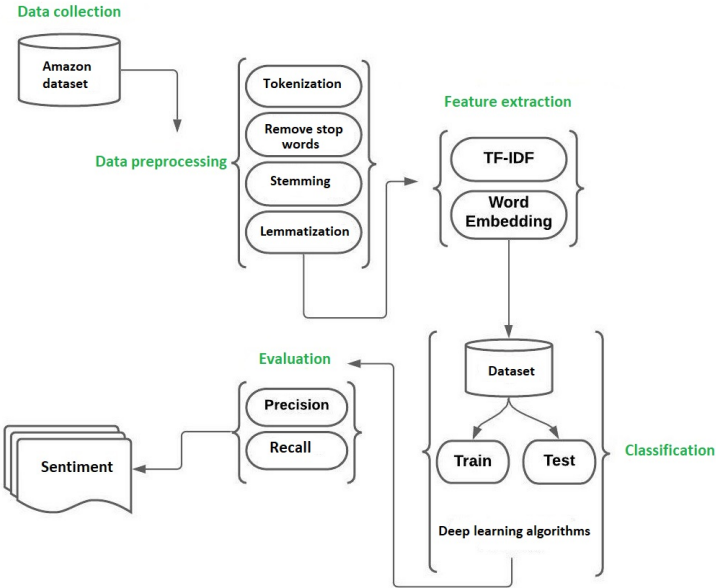 Data collection
Amazon
dataset
Data preprocessing
Tokenization
Remove stop
words
Stemming
Lemmatization
Feature extraction
TF-IDF
Word
Embedding
Dataset
Train
Test
Deep learning algorithms
Classification
Evaluation
Precision
Recall
Sentiment